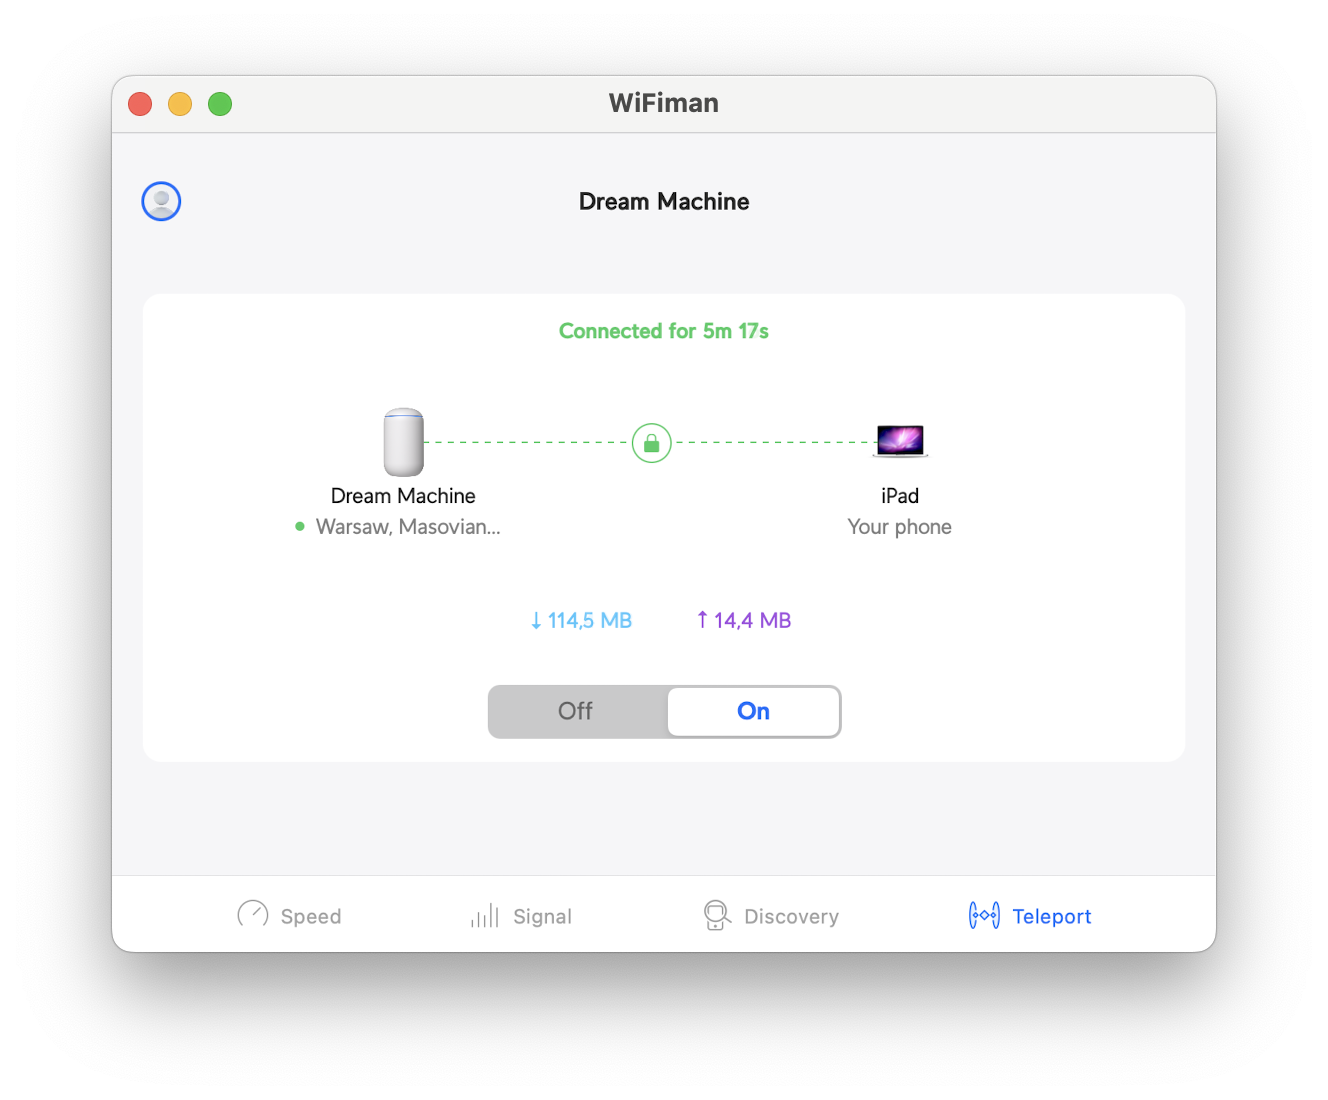 WiFiman
Dream Machine
Connected for 5m 17s
Dream Machine
Warsaw, Masovian...
iPad
Your phone
↓ 114,5 MB
↑ 14,4 MB
Off
On
Speed
Signal
Discovery
Teleport